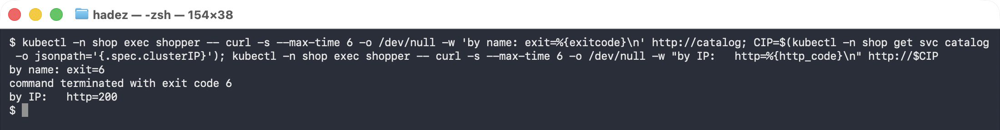 hadez — -zsh — 154×38
$ kubectl -n shop exec shopper -- curl -s --max-time 6 -o /dev/null -w 'by name: exit=%{exitcode}\n' http://catalog; CIP=$(kubectl -n shop get svc catalog
 -o jsonpath='{.spec.clusterIP}'); kubectl -n shop exec shopper -- curl -s --max-time 6 -o /dev/null -w "by IP:   http=%{http_code}\n" http://$CIP
by name: exit=6
command terminated with exit code 6
by IP:   http=200
$